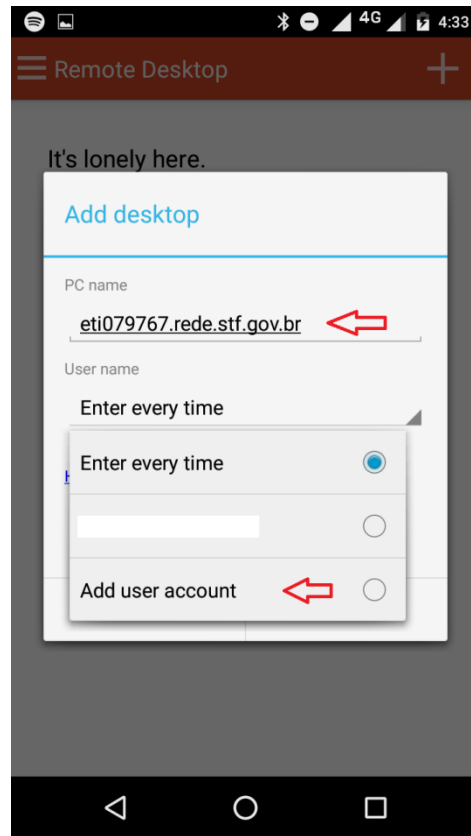 4G 4:33
Remote Desktop
It's lonely here.
Add desktop
PC name
eti079767.rede.stf.gov.br
User name
Enter every time
Enter every time
Add user account